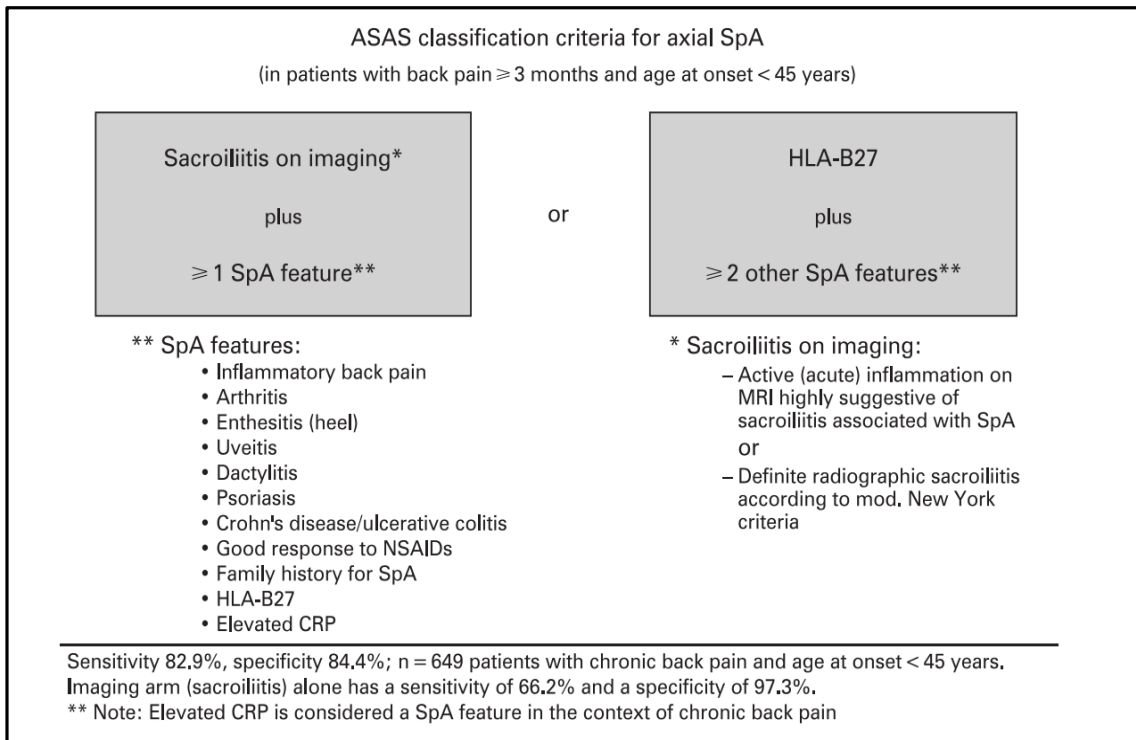 ASAS classification criteria for axial SpA
(in patients with back pain ⩾ 3 months and age at onset < 45 years)
Sacroiliitis on imaging*
plus
⩾ 1 SpA feature**
or
HLA-B27
plus
⩾ 2 other SpA features**
** SpA features:
• Inflammatory back pain
• Arthritis
• Enthesitis (heel)
• Uveitis
• Dactylitis
• Psoriasis
• Crohn's disease/ulcerative colitis
• Good response to NSAIDs
• Family history for SpA
• HLA-B27
• Elevated CRP
* Sacroiliitis on imaging:
– Active (acute) inflammation on
MRI highly suggestive of
sacroiliitis associated with SpA
or
– Definite radiographic sacroiliitis
according to mod. New York
criteria
Sensitivity 82.9%, specificity 84.4%; n = 649 patients with chronic back pain and age at onset < 45 years.
Imaging arm (sacroiliitis) alone has a sensitivity of 66.2% and a specificity of 97.3%.
** Note: Elevated CRP is considered a SpA feature in the context of chronic back pain